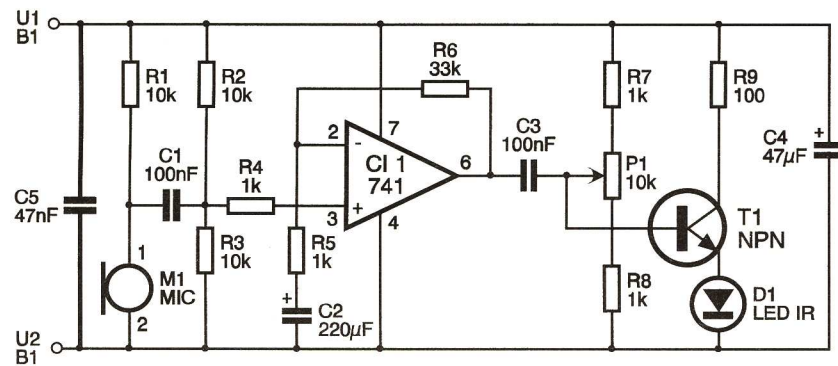 U1
B1
R1
10k
R2
10k
R6
33k
R7
1k
R9
100
C1
100nF
R4
1k
2
-
7
CI 1
741
6
C3
100nF
P1
10k
C4
+
47µF
C5
47nF
3
+
4
T1
NPN
1
M1
MIC
2
R3
10k
R5
1k
+
C2
220µF
R8
1k
D1
LED IR
U2
B1